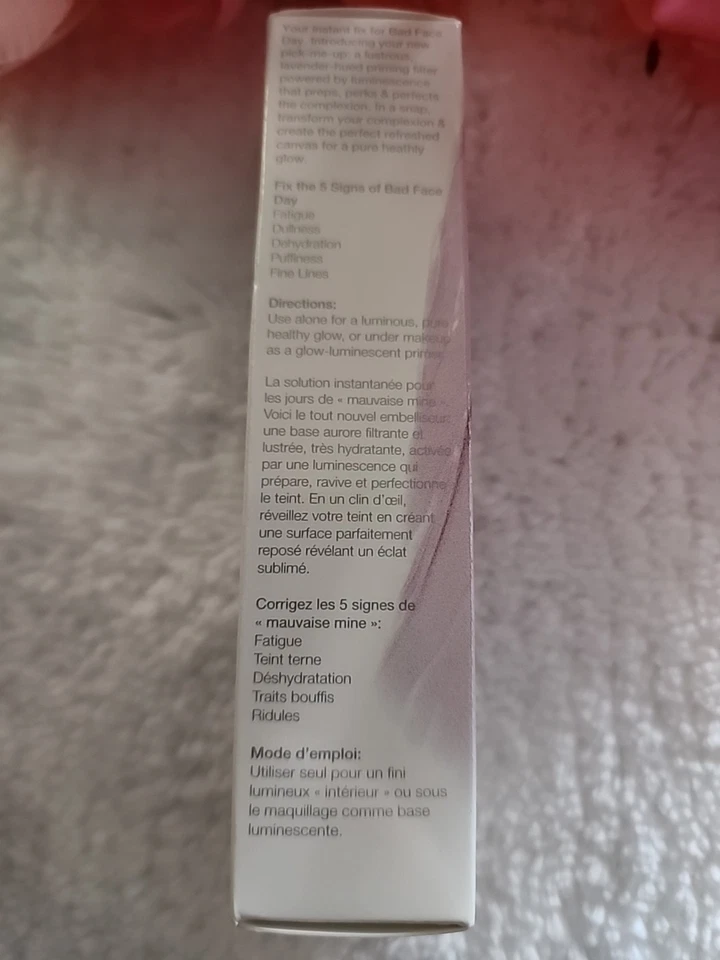 Your instant fix for Bad Face
Day. Introducing your new
pick-me-up: a lustrous,
lavender-hued priming filter
powered by luminescence
that preps, perks & perfects
the complexion. In a snap,
transform your complexion &
create the perfect refreshed
canvas for a pure healthy
glow.
Fix the 5 Signs of Bad Face
Day
Fatigue
Dullness
Dehydration
Puffiness
Fine Lines
Directions:
Use alone for a luminous, pure
healthy glow, or under makeup
as a glow-luminescent primer.
La solution instantanée pour
les jours de « mauvaise mine ».
Voici le tout nouvel embellisseur:
une base aurore filtrante et
lustrée, très hydratante, activée
par une luminescence qui
prépare, ravive et perfectionne
le teint. En un clin d'œil,
réveillez votre teint en créant
une surface parfaitement
reposé révélant un éclat
sublimé.
Corrigez les 5 signes de
« mauvaise mine »:
Fatigue
Teint terne
Déshydratation
Traits bouffis
Ridules
Mode d'emploi:
Utiliser seul pour un fini
lumineux « intérieur » ou sous
le maquillage comme base
luminescente.